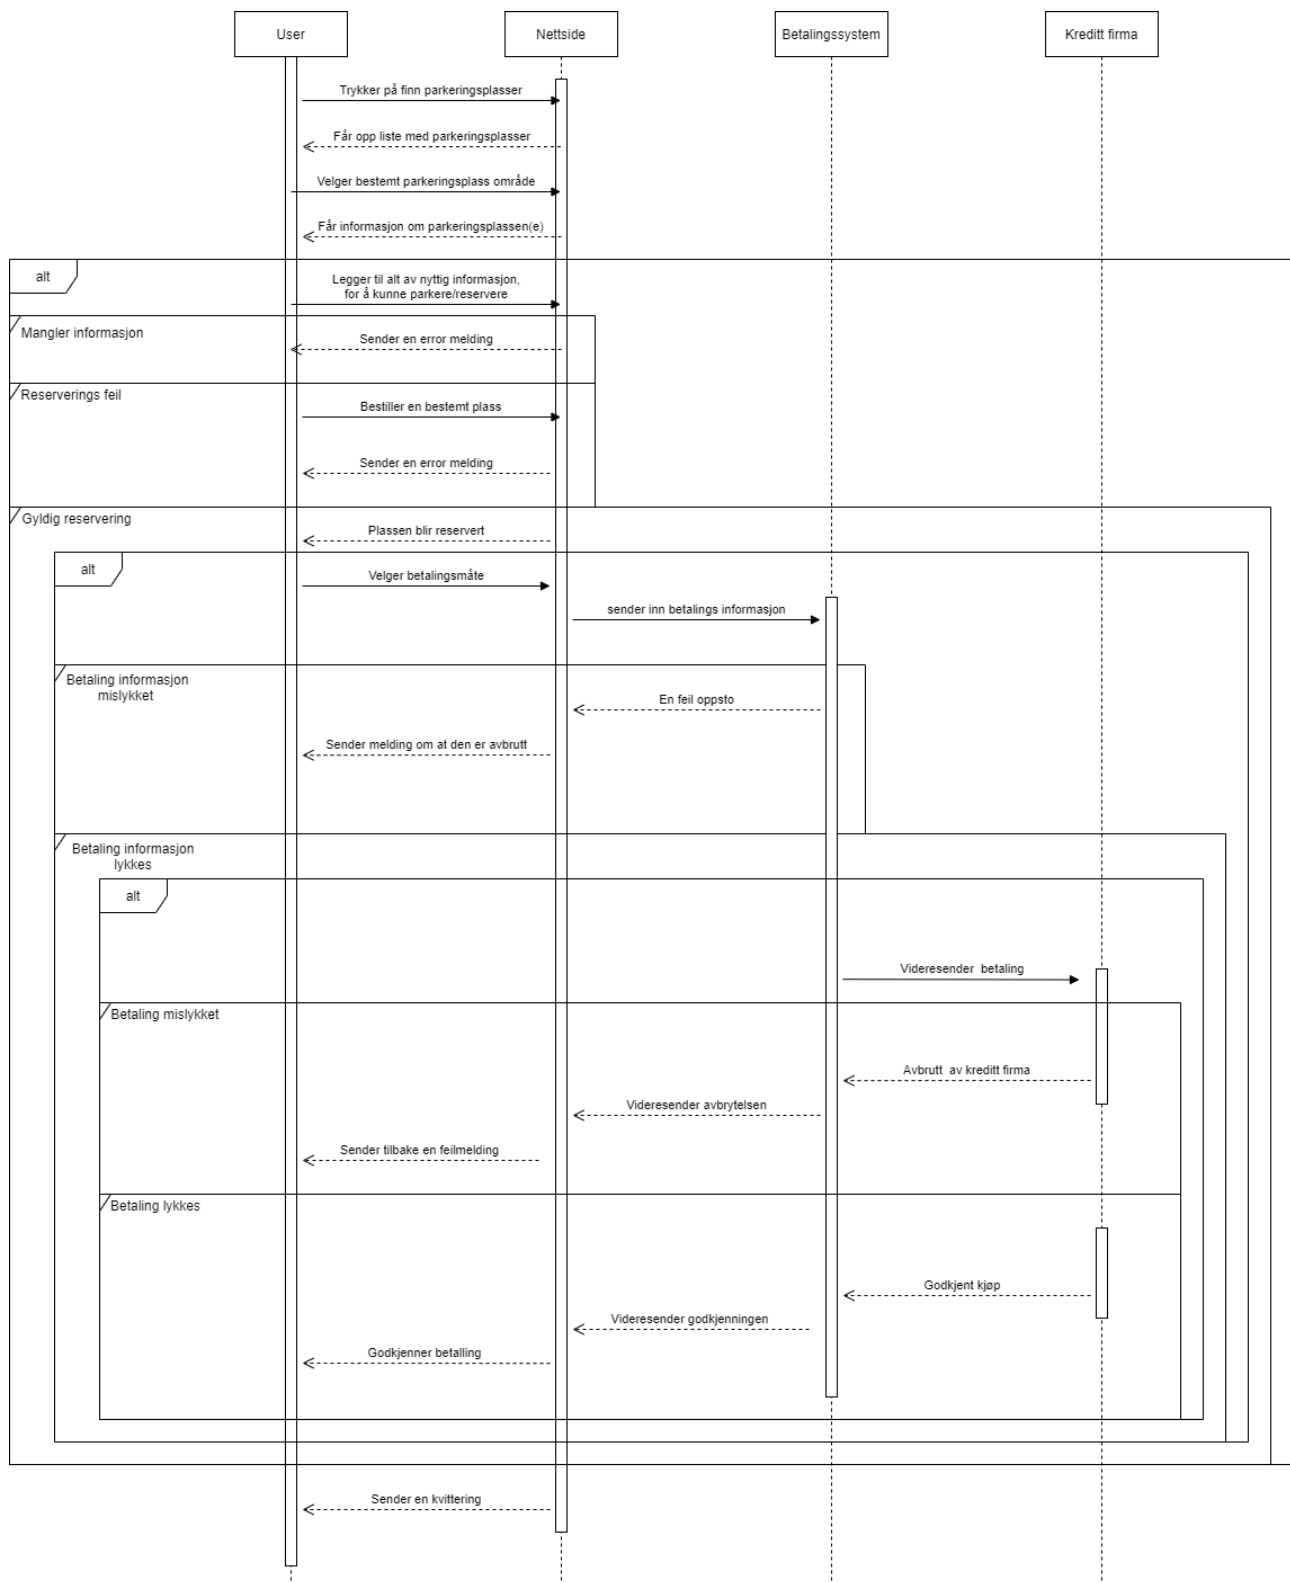 User
Nettside
Betalingssystem
Kreditt firma
Trykker på finn parkeringsplasser
Får opp liste med parkeringsplasser
Velger bestemt parkeringsplass område
Får informasjon om parkeringsplassen(e)
alt
Legger til alt av nyttig informasjon,
for å kunne parkere/reservere
Mangler informasjon
Sender en error melding
Reserverings feil
Bestiller en bestemt plass
Sender en error melding
Gyldig reservering
Plassen blir reservert
alt
Velger betalingsmåte
sender inn betalings informasjon
Betaling informasjon
mislykket
En feil oppsto
Sender melding om at den er avbrutt
Betaling informasjon
lykkes
alt
Videresender betaling
Betaling mislykket
Avbrutt av kreditt firma
Videresender avbrytelsen
Sender tilbake en feilmelding
Betaling lykkes
Godkjent kjøp
Videresender godkjenningen
Godkjenner betalling
Sender en kvittering